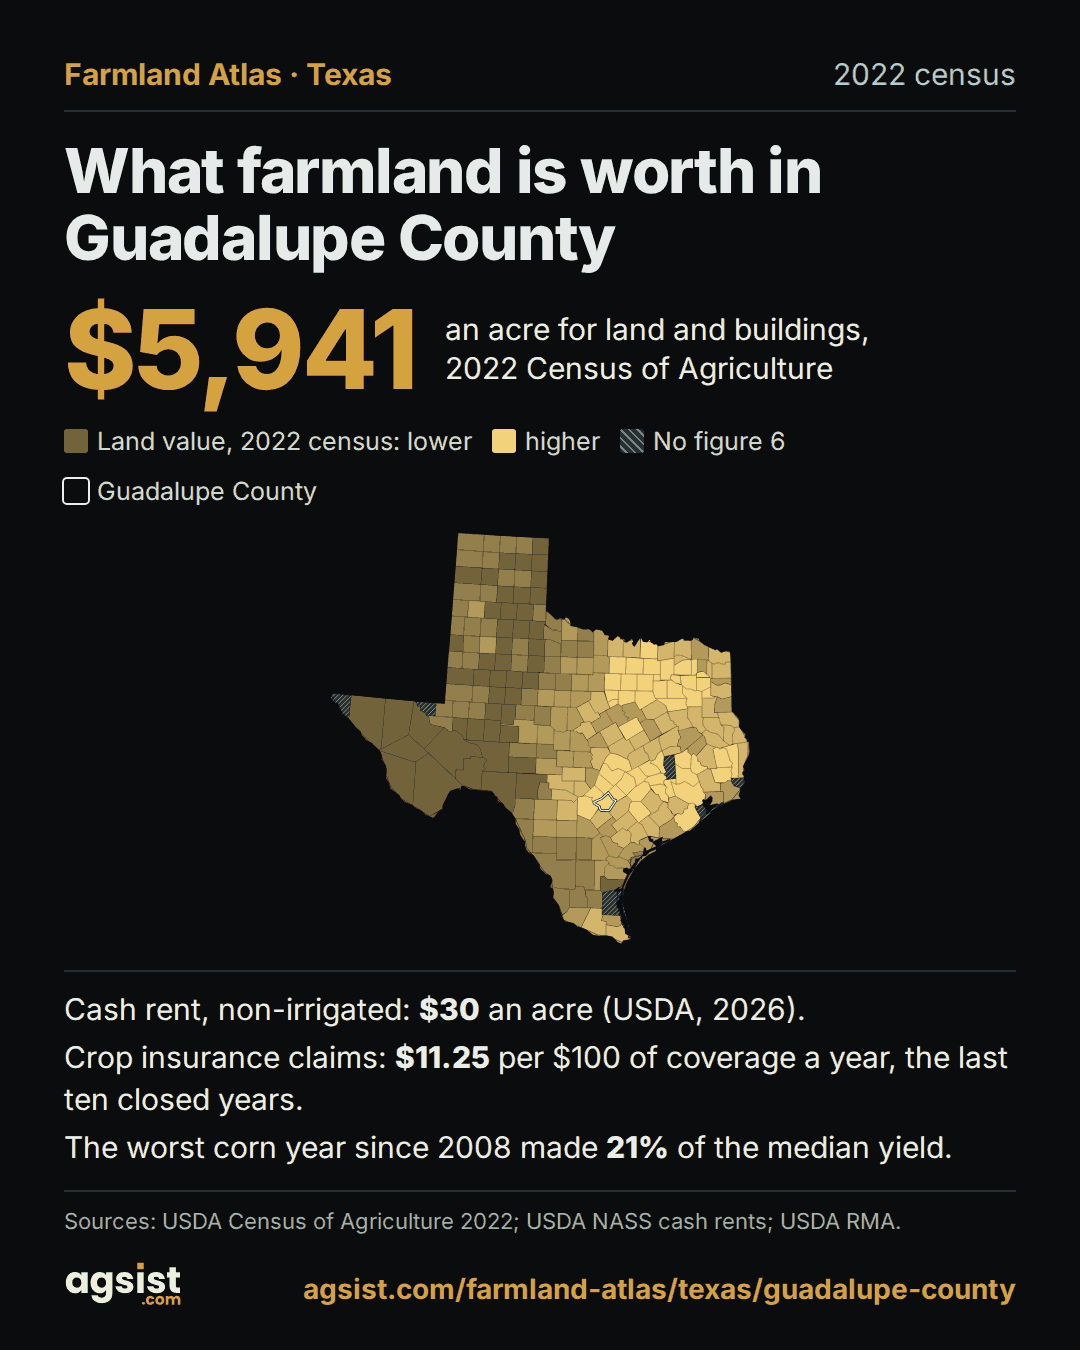 Farmland Atlas · Texas
2022 census
What farmland is worth in
Guadalupe County
$5,941
an acre for land and buildings,
2022 Census of Agriculture
Land value, 2022 census: lower
higher
No figure 6
Guadalupe County
Cash rent, non-irrigated: $30 an acre (USDA, 2026).
Crop insurance claims: $11.25 per $100 of coverage a year, the last
ten closed years.
The worst corn year since 2008 made 21% of the median yield.
Sources: USDA Census of Agriculture 2022; USDA NASS cash rents; USDA RMA.
agsist
.com
agsist.com/farmland-atlas/texas/guadalupe-county